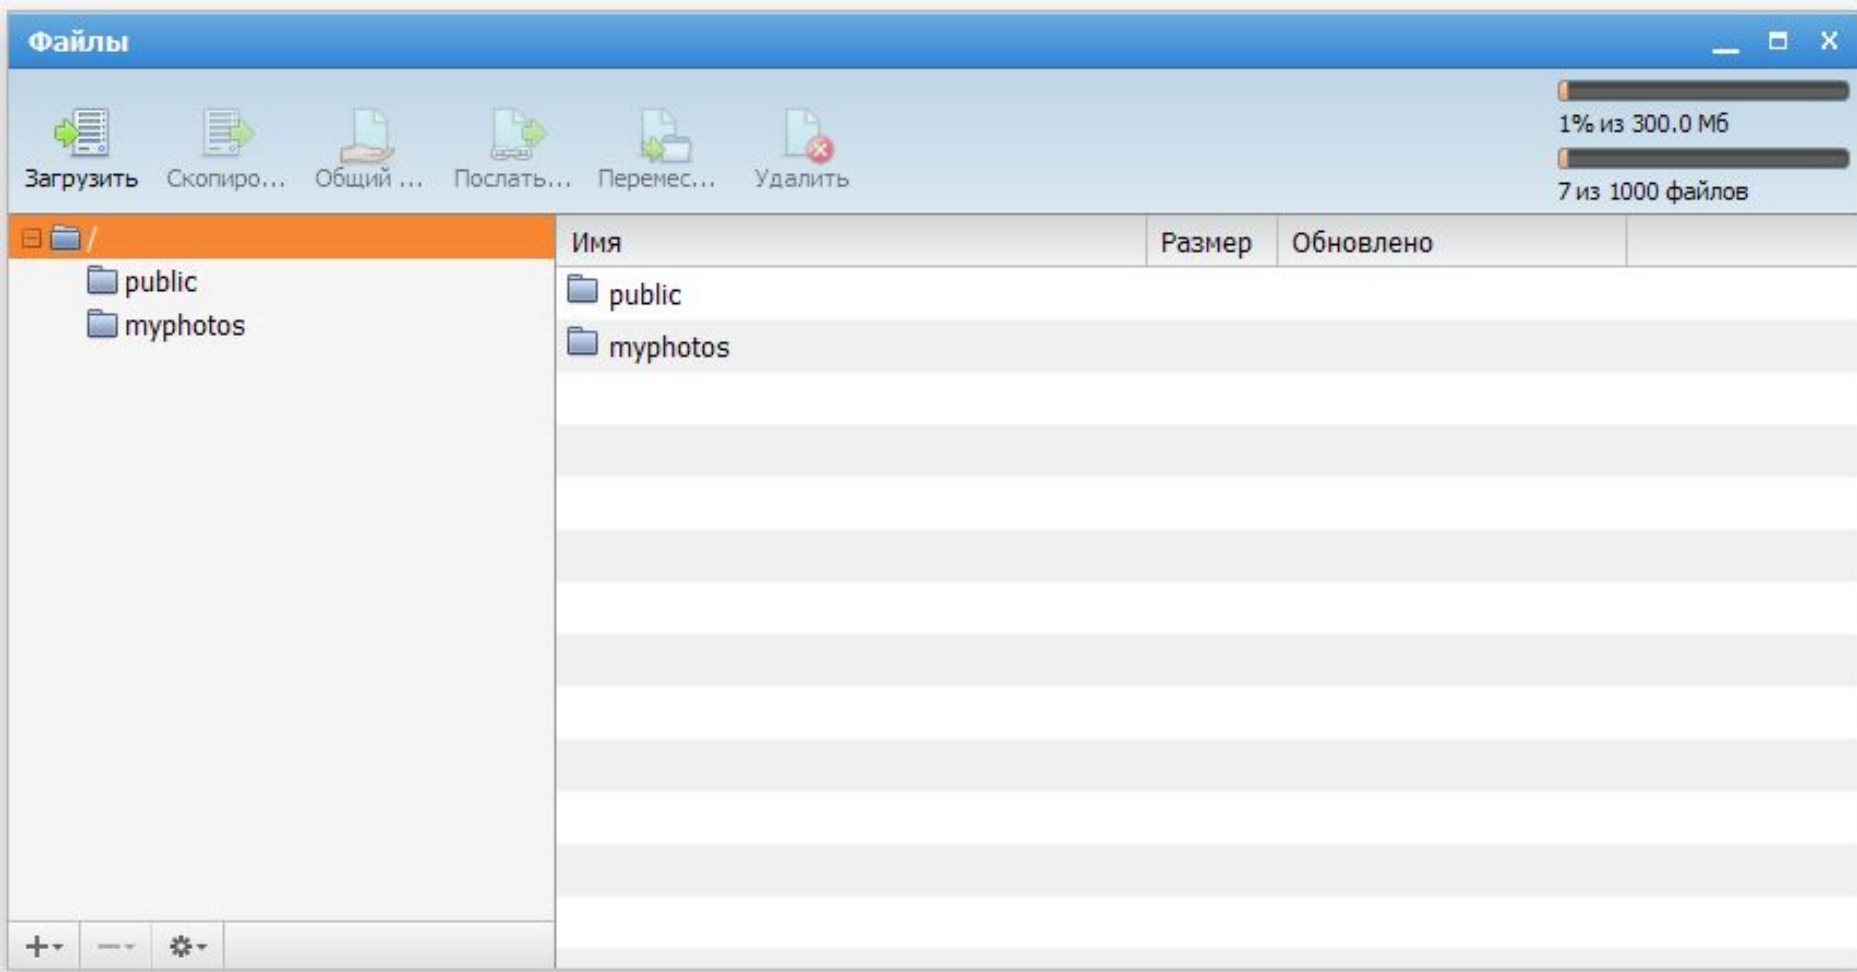 Файлы
Загрузить Скопиро... Общий ... Послать... Перемес... Удалить
1% из 300.0 Мб
7 из 1000 файлов
/
public
myphotos
Имя Размер Обновлено
public
myphotos